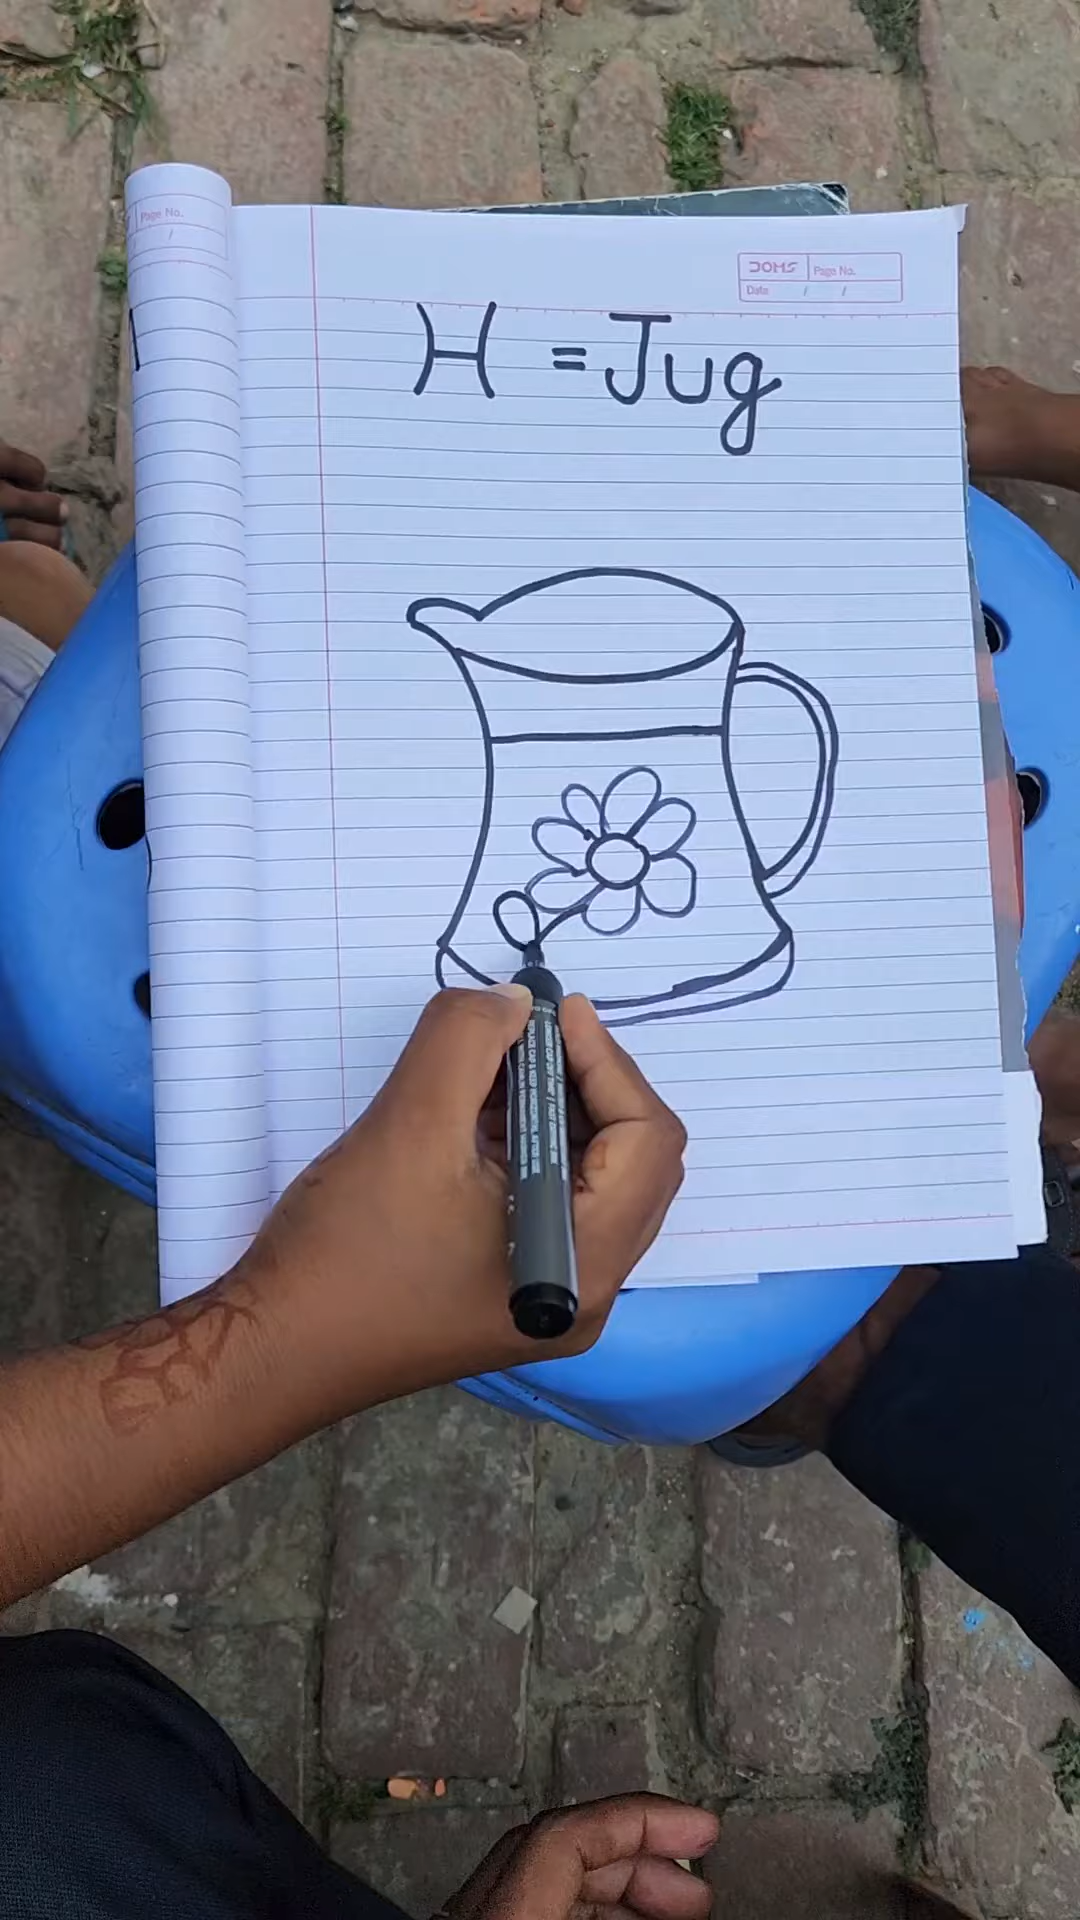 Page No.
/
DOMS Page No.
Date / /
H = Jug